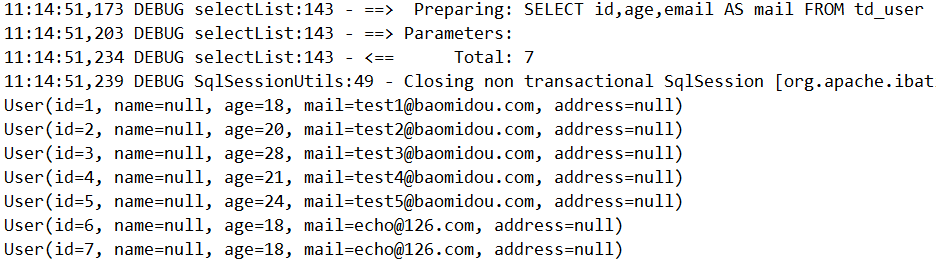 11:14:51,173 DEBUG selectList:143 - ==>  Preparing: SELECT id,age,email AS mail FROM td_user
11:14:51,203 DEBUG selectList:143 - ==> Parameters:
11:14:51,234 DEBUG selectList:143 - <==      Total: 7
11:14:51,239 DEBUG SqlSessionUtils:49 - Closing non transactional SqlSession [org.apache.ibat
User(id=1, name=null, age=18, mail=test1@baomidou.com, address=null)
User(id=2, name=null, age=20, mail=test2@baomidou.com, address=null)
User(id=3, name=null, age=28, mail=test3@baomidou.com, address=null)
User(id=4, name=null, age=21, mail=test4@baomidou.com, address=null)
User(id=5, name=null, age=24, mail=test5@baomidou.com, address=null)
User(id=6, name=null, age=18, mail=echo@126.com, address=null)
User(id=7, name=null, age=18, mail=echo@126.com, address=null)